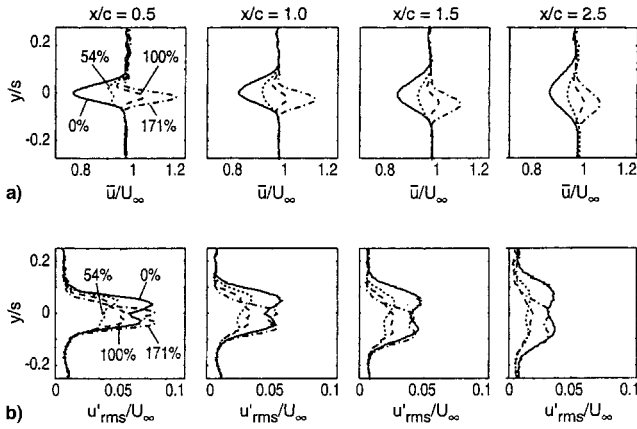 x/c = 0.5 x/c = 1.0 x/c = 1.5 x/c = 2.5
0.2
54% 100%
y/s 0
0% 171%
-0.2
0.8 1 1.2 0.8 1 1.2 0.8 1 1.2 0.8 1 1.2
a) u̅/U∞ u̅/U∞ u̅/U∞ u̅/U∞
0.2
54% 0%
y/s 0
100% 171%
-0.2
0 0.05 0.1 0 0.05 0.1 0 0.05 0.1 0 0.05 0.1
b) u'rms/U∞ u'rms/U∞ u'rms/U∞ u'rms/U∞